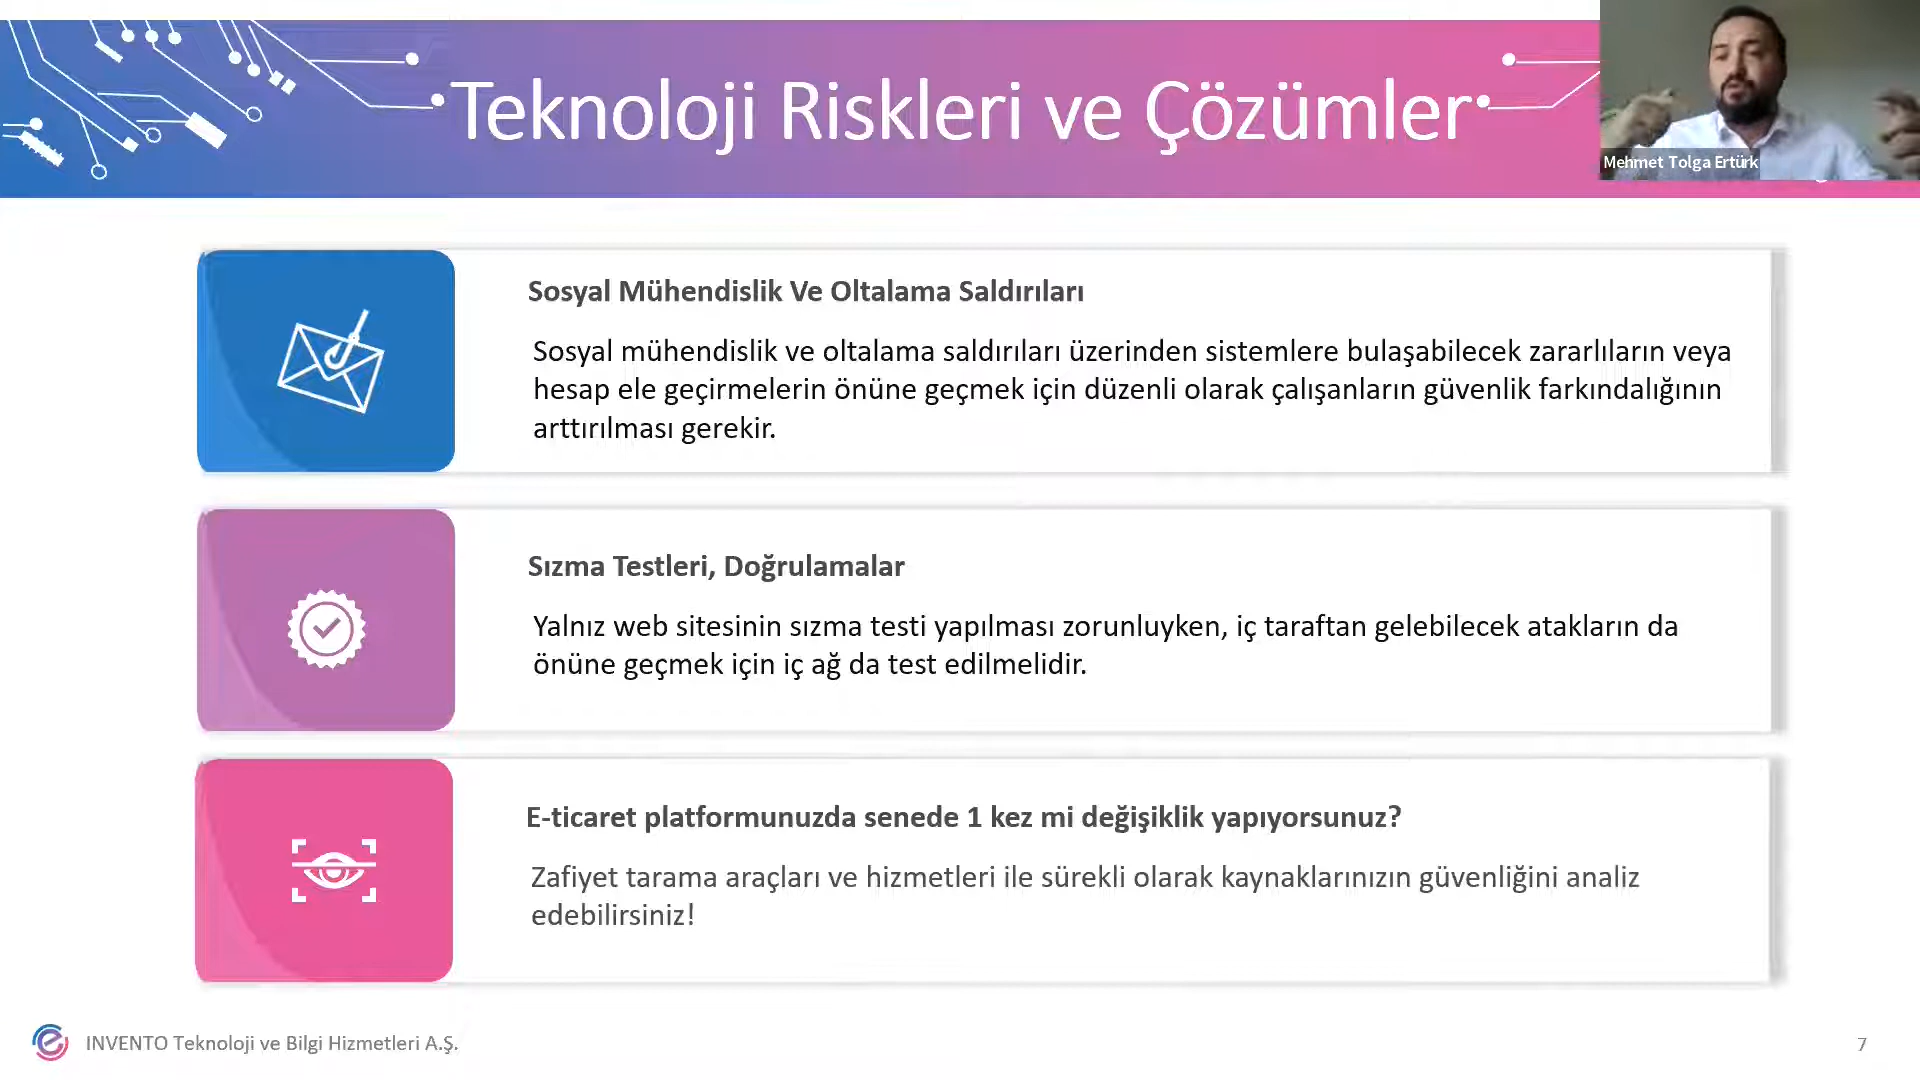 Teknoloji Riskleri ve Çözümler
Mehmet Tolga Ertürk
Sosyal Mühendislik Ve Oltalama Saldırıları
Sosyal mühendislik ve oltalama saldırıları üzerinden sistemlere bulaşabilecek zararlıların veya
hesap ele geçirmelerin önüne geçmek için düzenli olarak çalışanların güvenlik farkındalığının
arttırılması gerekir.
Sızma Testleri, Doğrulamalar
Yalnız web sitesinin sızma testi yapılması zorunluyken, iç taraftan gelebilecek atakların da
önüne geçmek için iç ağ da test edilmelidir.
E-ticaret platformunuzda senede 1 kez mi değişiklik yapıyorsunuz?
Zafiyet tarama araçları ve hizmetleri ile sürekli olarak kaynaklarınızın güvenliğini analiz
edebilirsiniz!
INVENTO Teknoloji ve Bilgi Hizmetleri A.Ş.
7